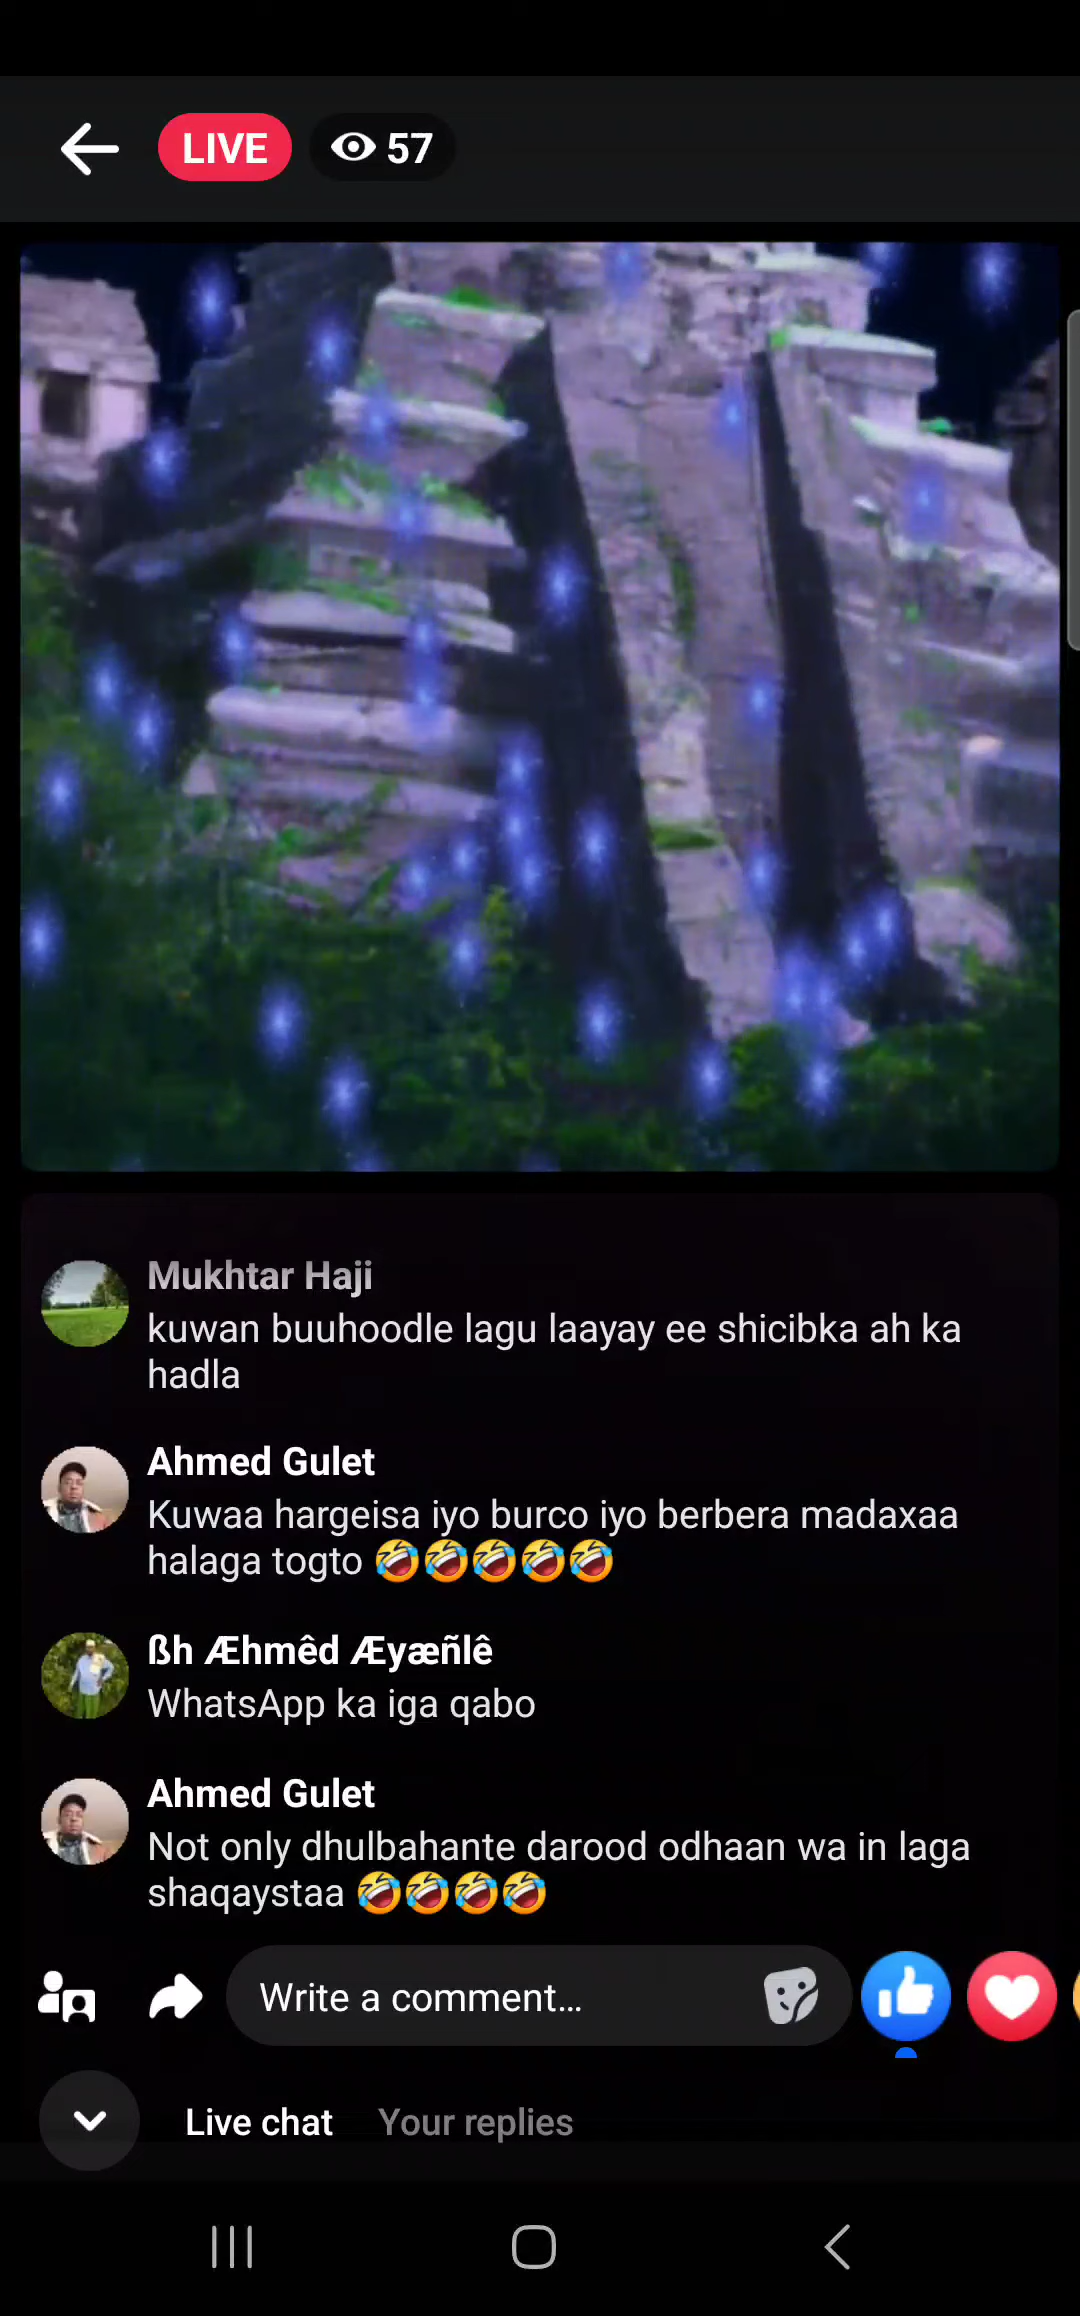 LIVE 57
Mukhtar Haji
kuwan buuhoodle lagu laayay ee shicibka ah ka
hadla
Ahmed Gulet
Kuwaa hargeisa iyo burco iyo berbera madaxaa
halaga togto 🤣🤣🤣🤣🤣
ßh Æhmêd Æyæñlê
WhatsApp ka iga qabo
Ahmed Gulet
Not only dhulbahante darood odhaan wa in laga
shaqaystaa 🤣🤣🤣🤣
Write a comment...
Live chat Your replies